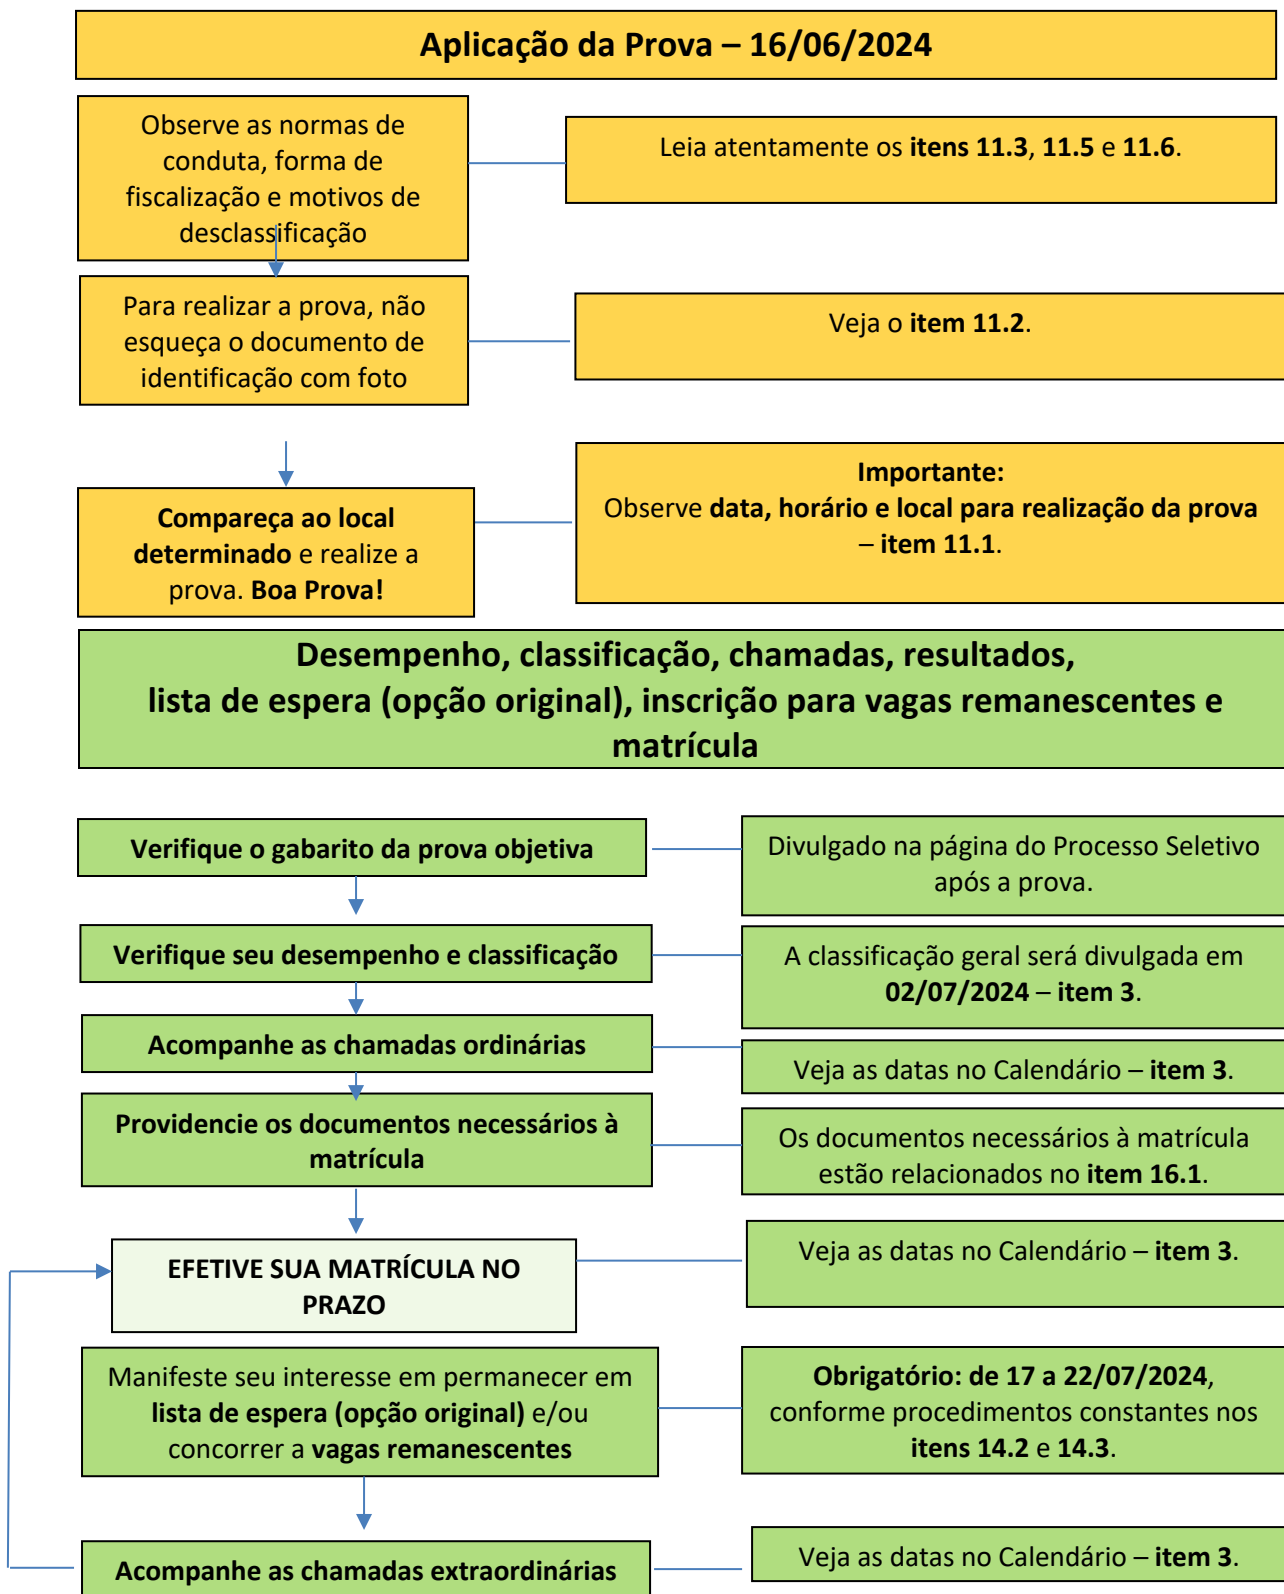 Aplicação da Prova – 16/06/2024
Observe as normas de
conduta, forma de
fiscalização e motivos de
desclassificação
Leia atentamente os itens 11.3, 11.5 e 11.6.
Para realizar a prova, não
esqueça o documento de
identificação com foto
Veja o item 11.2.
Compareça ao local
determinado e realize a
prova. Boa Prova!
Importante:
Observe data, horário e local para realização da prova
– item 11.1.
Desempenho, classificação, chamadas, resultados,
lista de espera (opção original), inscrição para vagas remanescentes e
matrícula
Verifique o gabarito da prova objetiva
Divulgado na página do Processo Seletivo
após a prova.
Verifique seu desempenho e classificação
A classificação geral será divulgada em
02/07/2024 – item 3.
Acompanhe as chamadas ordinárias
Veja as datas no Calendário – item 3.
Providencie os documentos necessários à
matrícula
Os documentos necessários à matrícula
estão relacionados no item 16.1.
EFETIVE SUA MATRÍCULA NO
PRAZO
Veja as datas no Calendário – item 3.
Manifeste seu interesse em permanecer em
lista de espera (opção original) e/ou
concorrer a vagas remanescentes
Obrigatório: de 17 a 22/07/2024,
conforme procedimentos constantes nos
itens 14.2 e 14.3.
Acompanhe as chamadas extraordinárias
Veja as datas no Calendário – item 3.